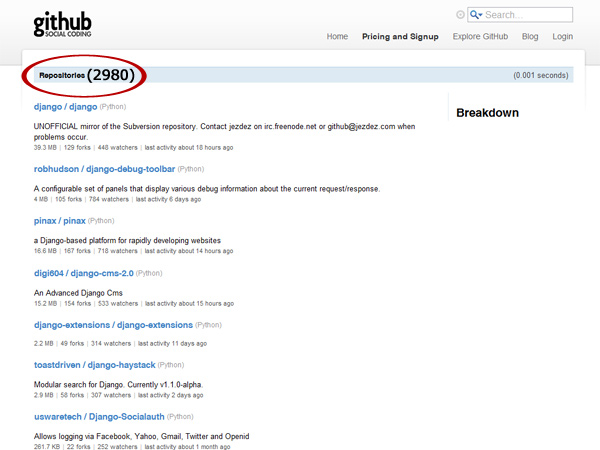 github
SOCIAL CODING
Search...
Home Pricing and Signup Explore GitHub Blog Login
Repositories (2980) (0.001 seconds)
django / django (Python)
Breakdown
UNOFFICIAL mirror of the Subversion repository. Contact jezdez on irc.freenode.net or github@jezdez.com when
problems occur.
39.3 MB | 129 forks | 448 watchers | last activity about 18 hours ago
robhudson / django-debug-toolbar (Python)
A configurable set of panels that display various debug information about the current request/response.
4 MB | 105 forks | 784 watchers | last activity 6 days ago
pinax / pinax (Python)
a Django-based platform for rapidly developing websites
16.6 MB | 167 forks | 718 watchers | last activity about 14 hours ago
digi604 / django-cms-2.0 (Python)
An Advanced Django Cms
15.2 MB | 154 forks | 533 watchers | last activity about 15 hours ago
django-extensions / django-extensions (Python)
2.2 MB | 49 forks | 314 watchers | last activity 11 days ago
toastdriven / django-haystack (Python)
Modular search for Django. Currently v1.1.0-alpha.
2.9 MB | 58 forks | 307 watchers | last activity 2 days ago
uswaretech / Django-Socialauth (Python)
Allows logging via Facebook, Yahoo, Gmail, Twitter and Openid
261.7 KB | 22 forks | 252 watchers | last activity about 1 month ago